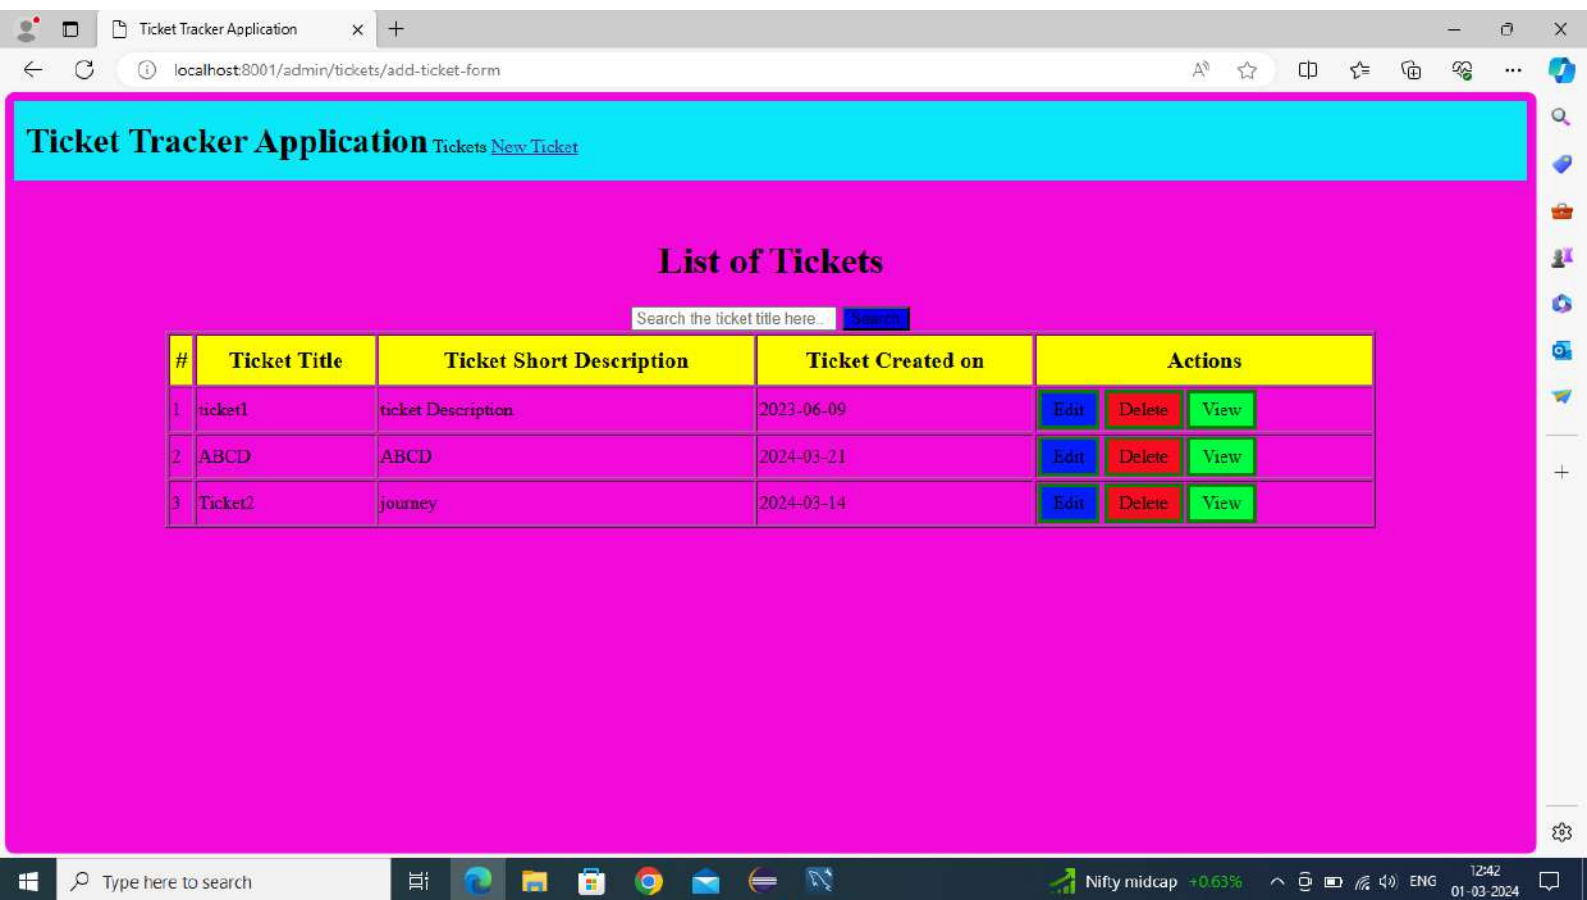 Ticket Tracker Application
localhost:8001/admin/tickets/add-ticket-form
Ticket Tracker Application Tickets New Ticket
List of Tickets
Search the ticket title here.. Search
# Ticket Title Ticket Short Description Ticket Created on Actions
1 ticket1 ticket Description 2023-06-09 Edit Delete View
2 ABCD ABCD 2024-03-21 Edit Delete View
3 Ticket2 journey 2024-03-14 Edit Delete View
Type here to search Nifty midcap +0.63% ENG 12:42
01-03-2024